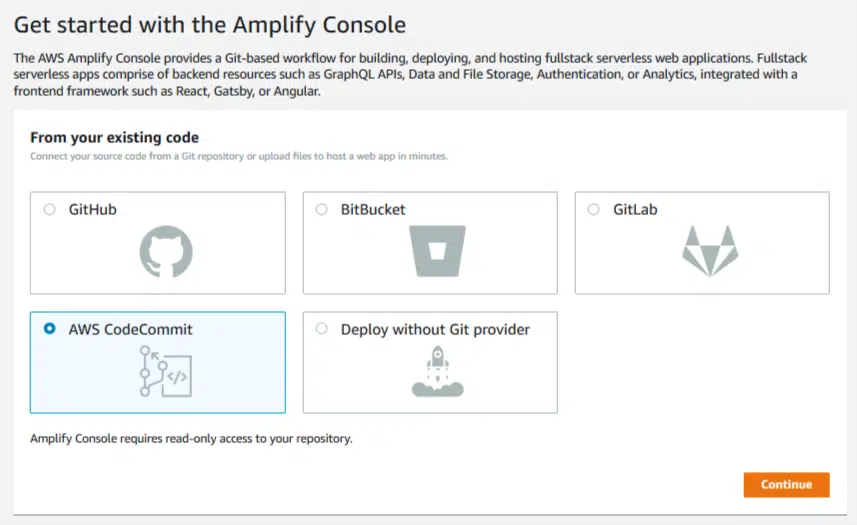 Get started with the Amplify Console
The AWS Amplify Console provides a Git-based workflow for building, deploying, and hosting fullstack serverless web applications. Fullstack
serverless apps comprise of backend resources such as GraphQL APIs, Data and File Storage, Authentication, or Analytics, integrated with a
frontend framework such as React, Gatsby, or Angular.
From your existing code
Connect your source code from a Git repository or upload files to host a web app in minutes.
GitHub
BitBucket
GitLab
AWS CodeCommit
Deploy without Git provider
</>
Amplify Console requires read-only access to your repository.
Continue